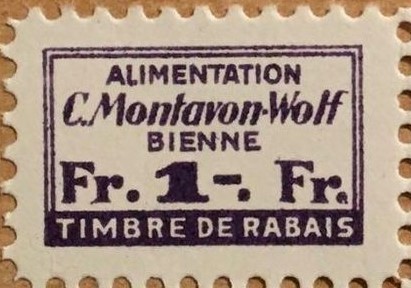 ALIMENTATION
C. Montavon-Wolf
BIENNE
Fr. 1-. Fr.
TIMBRE DE RABAIS